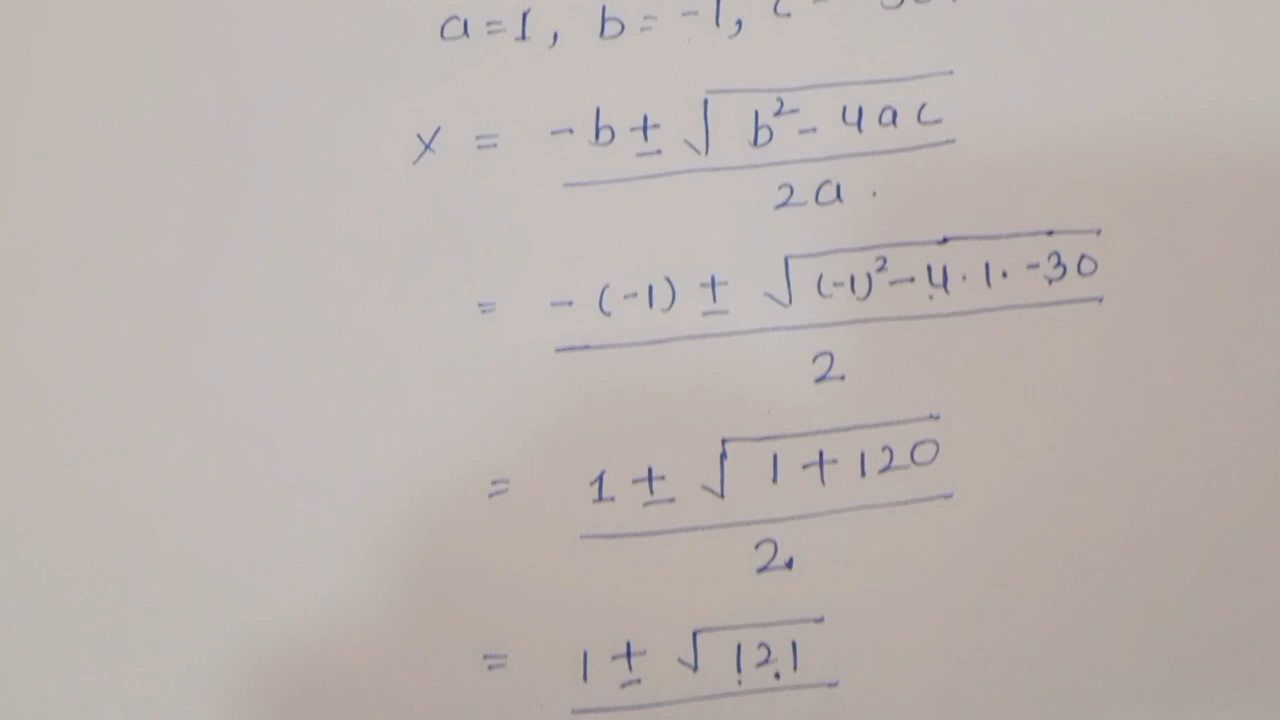 a=1, b=-1, c
x = -b ± √b²-4ac
2a.
= -(-1) ± √(-1)²-4·1·-30
2
= 1 ± √1+120
2
= 1 ± √121